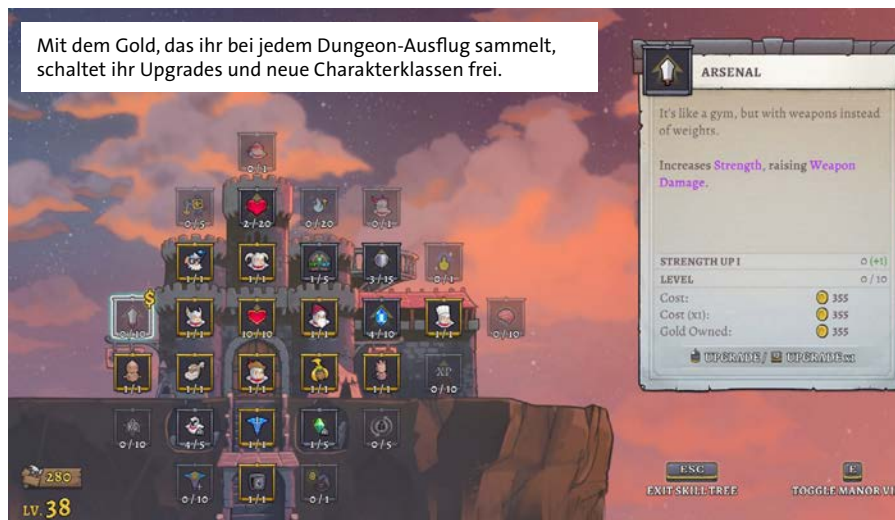 Mit dem Gold, das ihr bei jedem Dungeon-Ausflug sammelt,
schaltet ihr Upgrades und neue Charakterklassen frei.
ARSENAL
It's like a gym, but with weapons instead
of weights.
Increases Strength, raising Weapon
Damage.
STRENGTH UP I 0 (+1)
LEVEL 0 / 10
Cost: 355
Cost (x1): 355
Gold Owned: 355
UPGRADE / UPGRADE x1
0/1
0/5 2/20 0/20 0/1
1/1 1/1 1/5 3/15 0/1
$
0/10 1/1 10/10 1/1 4/10 1/1 0/10
1/1 1/1 1/1 1/1 1/1 XP 0/10
0/10 4/5 1/1 1/5 0/5
0/10 1/1 0/1
280
LV. 38
ESC
EXIT SKILL TREE
E
TOGGLE MANOR VI